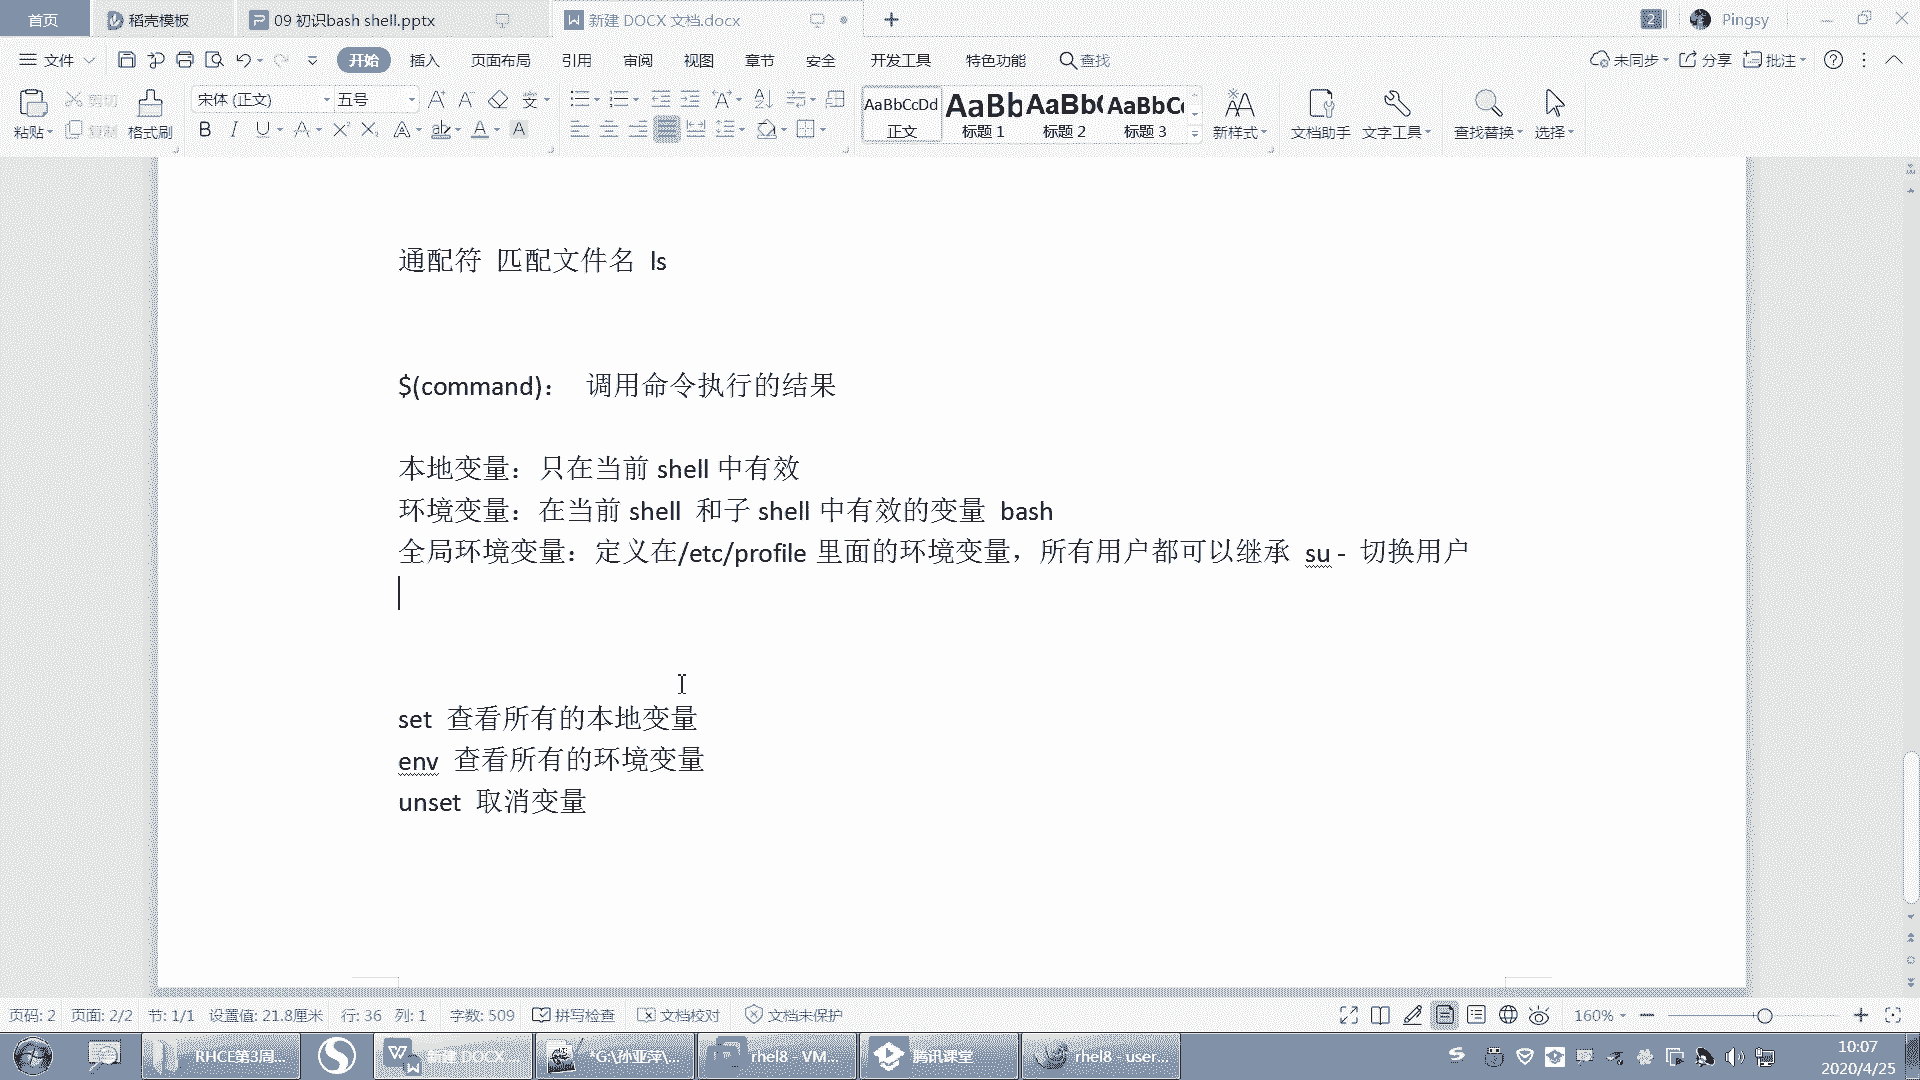 首页 稻壳模板 09 初识bash shell.pptx 新建 DOCX 文档.docx Pingsy
文件 开始 插入 页面布局 引用 审阅 视图 章节 安全 开发工具 特色功能 查找 未同步 分享 批注
粘贴 剪切 复制 格式刷 宋体 (正文) 五号
AaBbCcDd 正文 标题 1 标题 2 标题 3 新样式 文档助手 文字工具 查找替换 选择
通配符 匹配文件名 ls
$(command)： 调用命令执行的结果
本地变量：只在当前 shell 中有效
环境变量：在当前 shell 和子 shell 中有效的变量 bash
全局环境变量：定义在/etc/profile 里面的环境变量，所有用户都可以继承 su - 切换用户
set 查看所有的本地变量
env 查看所有的环境变量
unset 取消变量
页码: 2 页面: 2/2 节: 1/1 设置值: 21.8厘米 行: 36 列: 1 字数: 509 拼写检查 文档校对 文档未保护 160%
RHCE第3周... 新建 DOCX ... *G:\孙亚萍\... rhel8 - VM... 腾讯课堂 rhel8 - user...
10:07
2020/4/25